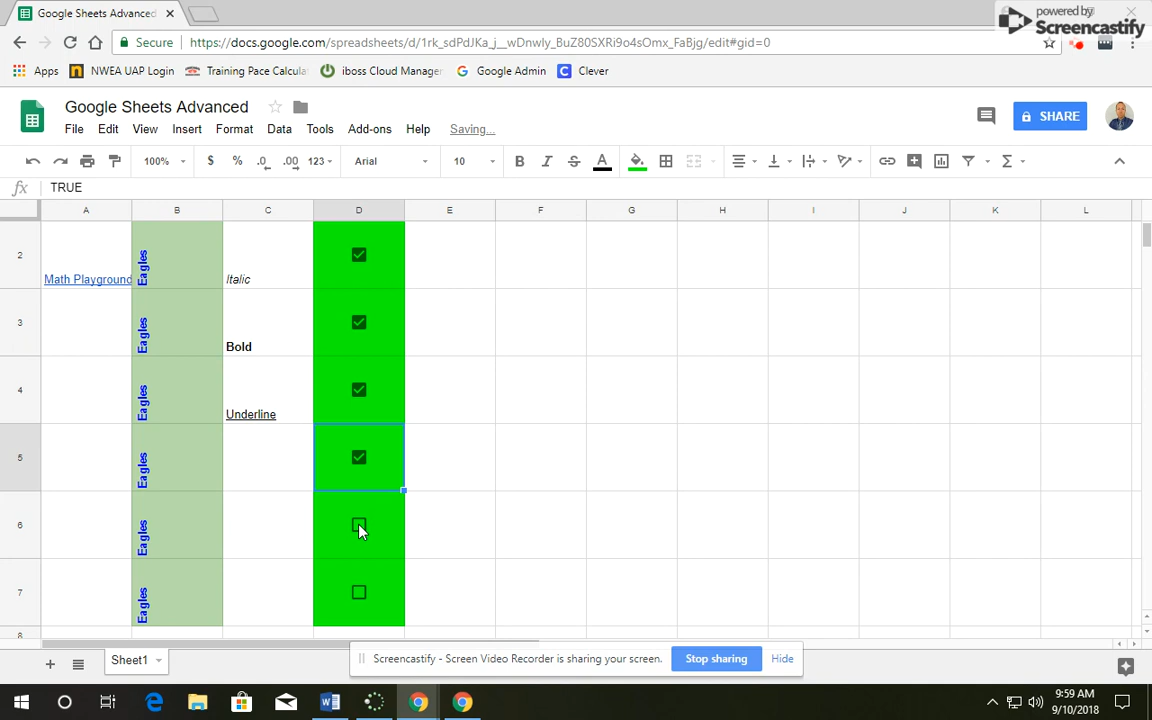 Google Sheets Advanced
powered by
Screencastify
Secure
https://docs.google.com/spreadsheets/d/1rk_sdPdJKa_j__wDnwly_BuZ80SXRi9o4sOmx_FaBjg/edit#gid=0
Apps
NWEA UAP Login
Training Pace Calcula
iboss Cloud Manager
Google Admin
Clever
Google Sheets Advanced
SHARE
File Edit View Insert Format Data Tools Add-ons Help Saving...
100% $ % .0 .00 123 Arial 10 B I S A Σ
fx TRUE
A B C D E F G H I J K L
2 Math Playground Eagles Italic
3 Eagles Bold
4 Eagles Underline
5 Eagles
6 Eagles
7 Eagles
8
Screencastify - Screen Video Recorder is sharing your screen. Stop sharing Hide
Sheet1
9:59 AM
9/10/2018